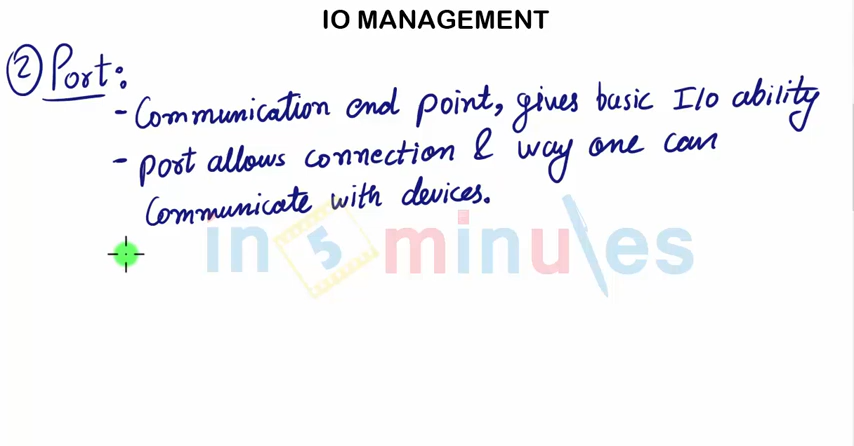 IO MANAGEMENT
② Port:
- Communication end point, gives basic I/o ability
- port allows connection & way one can
communicate with devices.
in 5 minutes